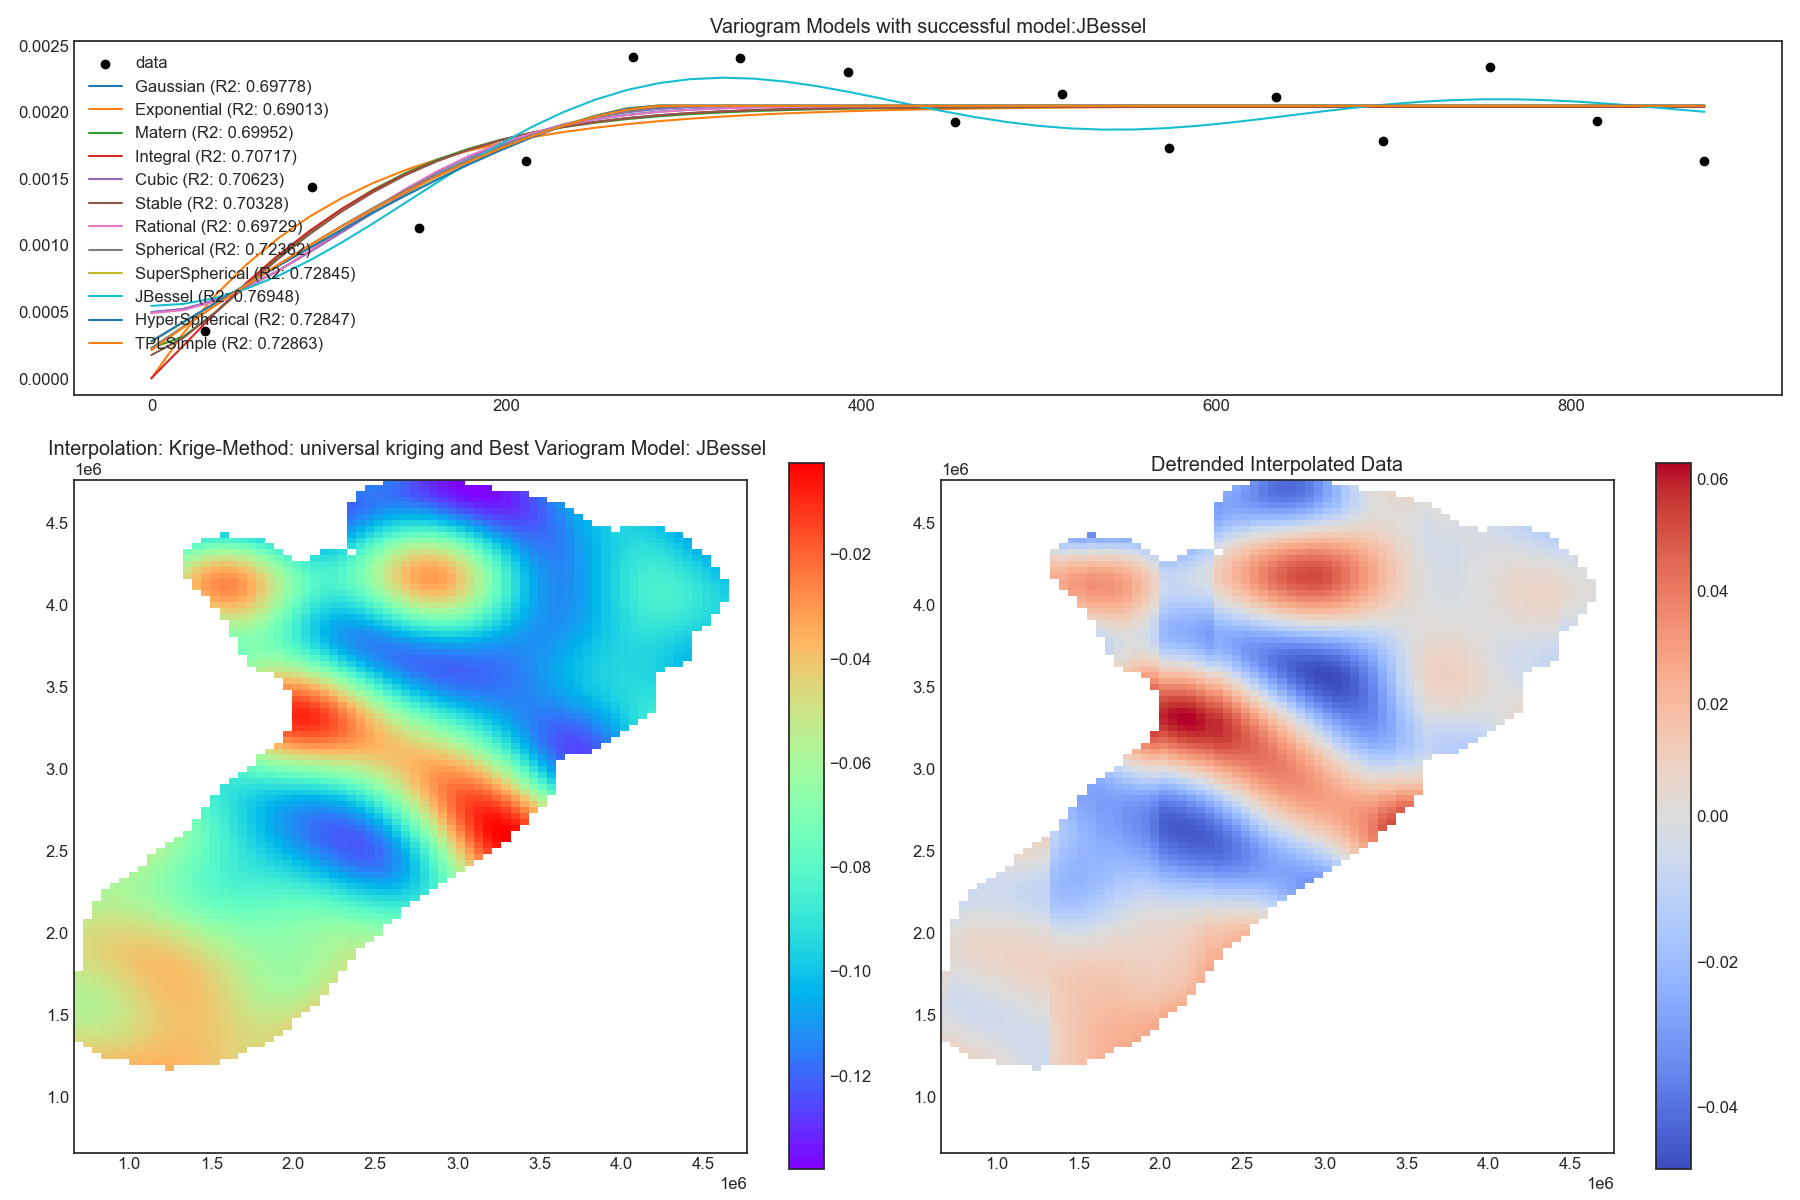 Variogram Models with successful model:JBessel
0.0025
0.0020
0.0015
0.0010
0.0005
0.0000
data
Gaussian (R2: 0.69778)
Exponential (R2: 0.69013)
Matern (R2: 0.69952)
Integral (R2: 0.70717)
Cubic (R2: 0.70623)
Stable (R2: 0.70328)
Rational (R2: 0.69729)
Spherical (R2: 0.72362)
SuperSpherical (R2: 0.72845)
JBessel (R2: 0.76948)
HyperSpherical (R2: 0.72847)
TPLSimple (R2: 0.72863)
0 200 400 600 800
Interpolation: Krige-Method: universal kriging and Best Variogram Model: JBessel
1e6
4.5
4.0
3.5
3.0
2.5
2.0
1.5
1.0
1.0 1.5 2.0 2.5 3.0 3.5 4.0 4.5
1e6
−0.02
−0.04
−0.06
−0.08
−0.10
−0.12
Detrended Interpolated Data
1e6
4.5
4.0
3.5
3.0
2.5
2.0
1.5
1.0
1.0 1.5 2.0 2.5 3.0 3.5 4.0 4.5
1e6
0.06
0.04
0.02
0.00
−0.02
−0.04